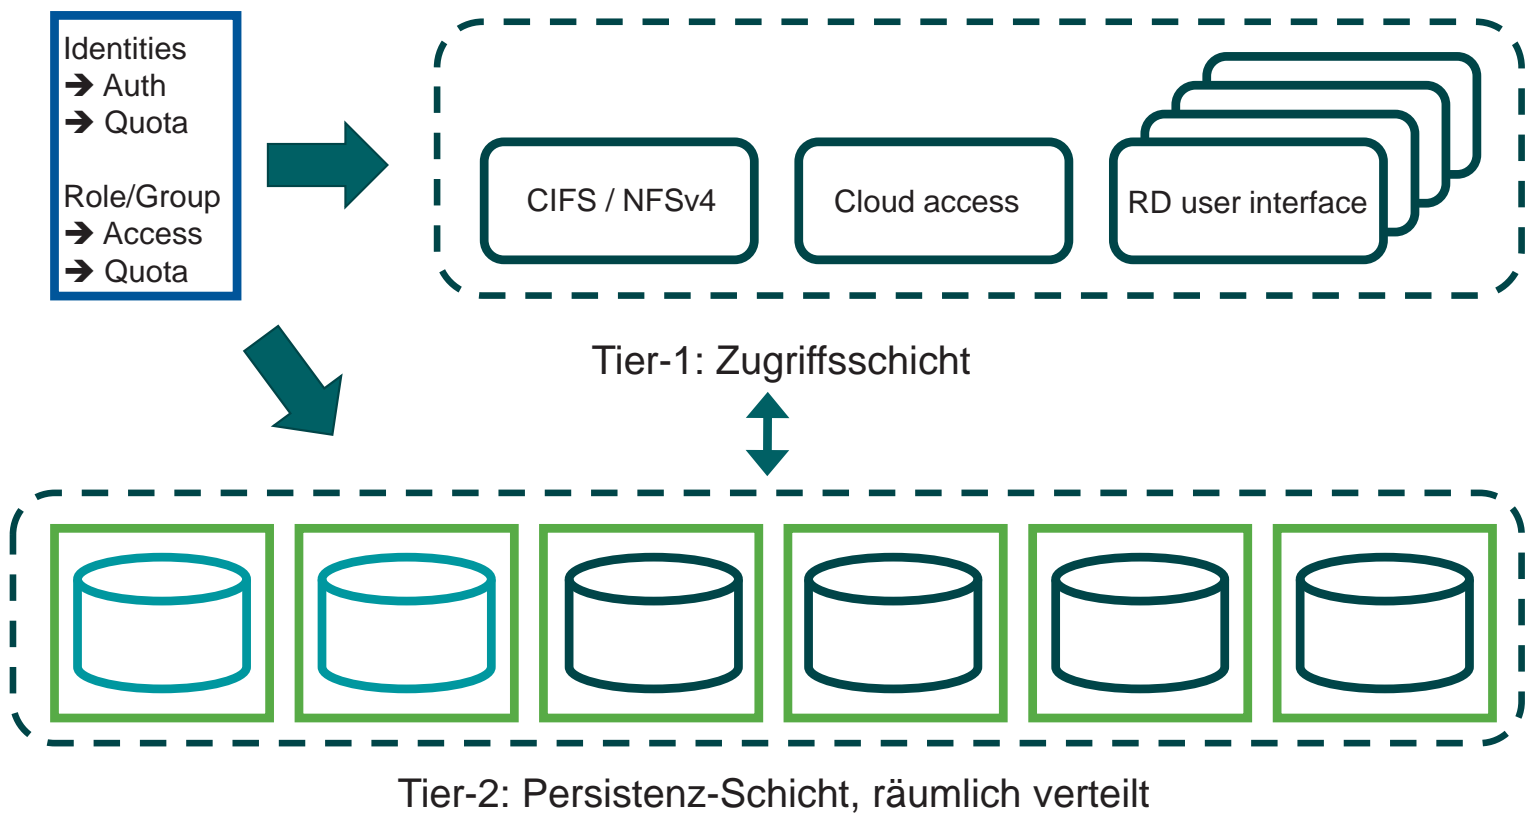 Identities
➔ Auth
➔ Quota
Role/Group
➔ Access
➔ Quota
CIFS / NFSv4
Cloud access
RD user interface
Tier-1: Zugriffsschicht
Tier-2: Persistenz-Schicht, räumlich verteilt